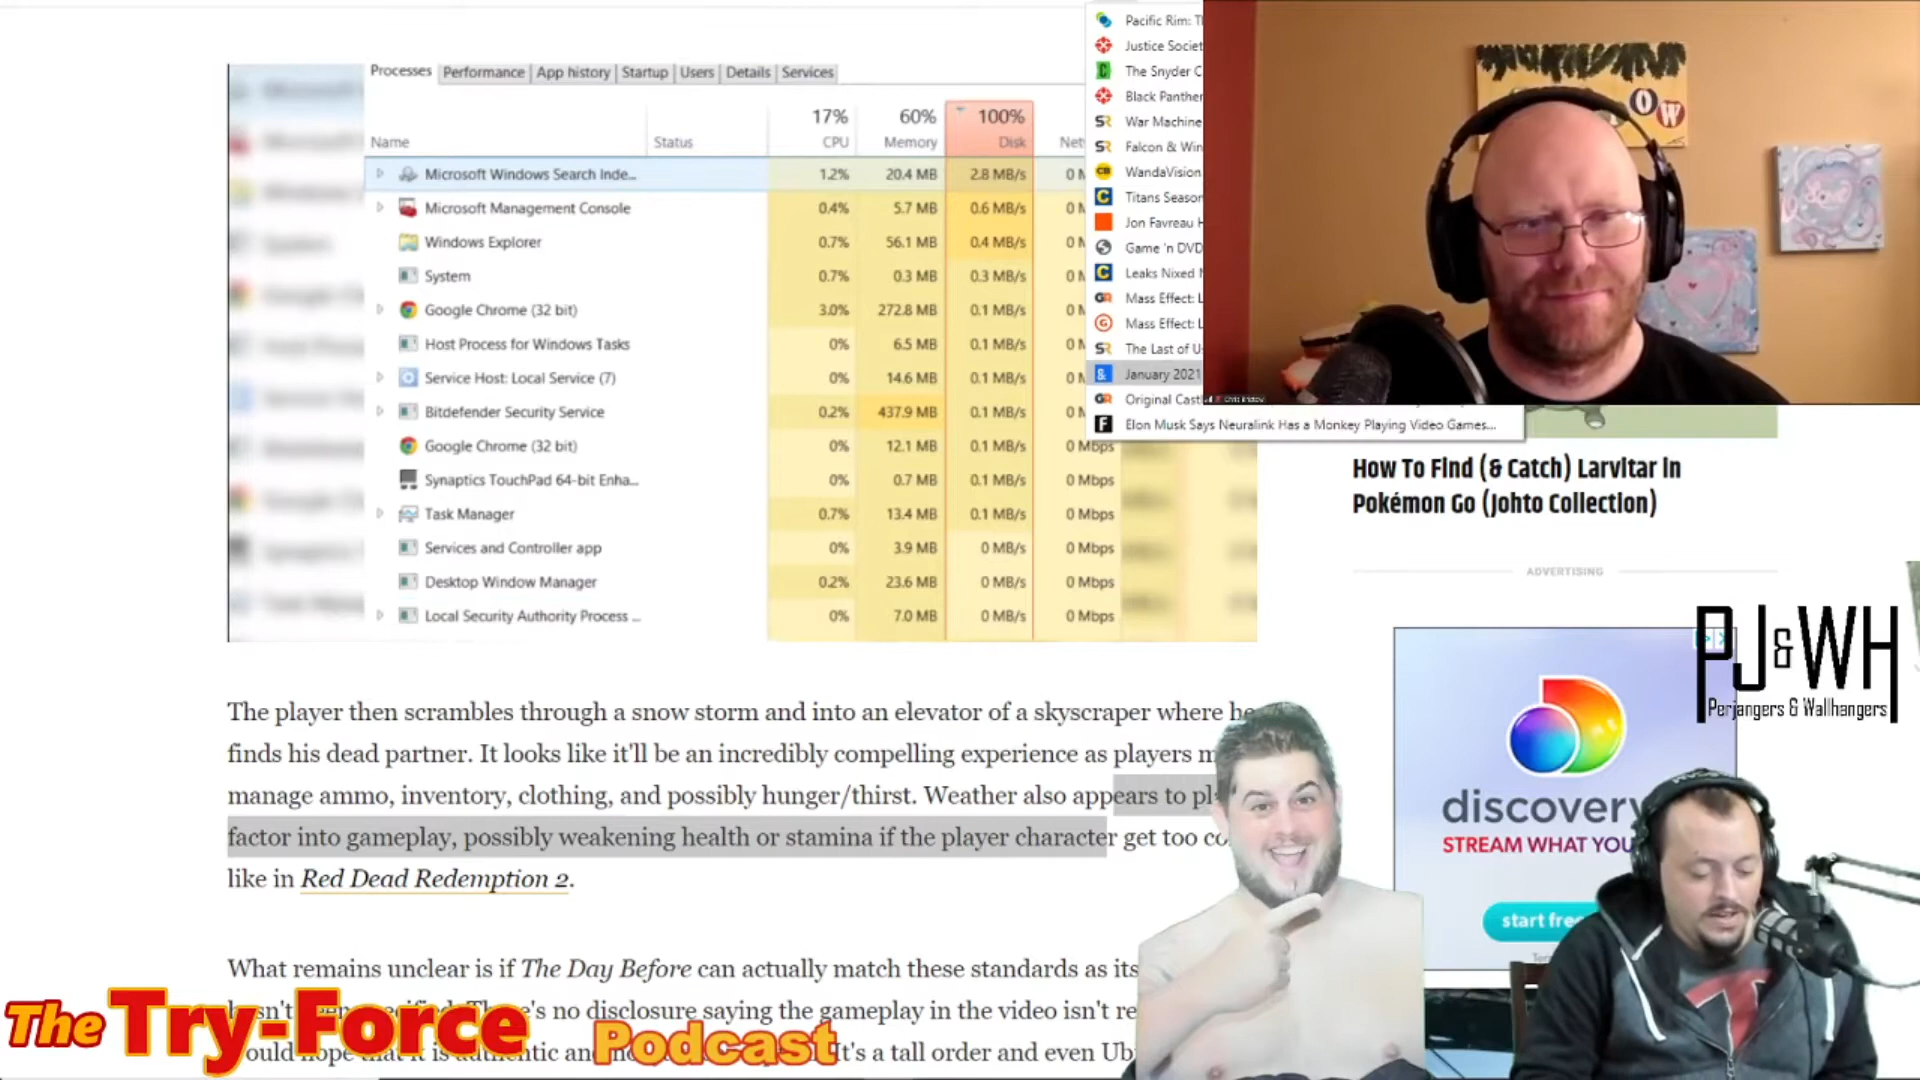 Processes Performance App history Startup Users Details Services
17% 60% 100%
Name Status CPU Memory Disk
Microsoft Windows Search Inde... 1.2% 20.4 MB 2.8 MB/s
Microsoft Management Console 0.4% 5.7 MB 0.6 MB/s
Windows Explorer 0.7% 56.1 MB 0.4 MB/s
System 0.7% 0.3 MB 0.3 MB/s
Google Chrome (32 bit) 3.0% 272.8 MB 0.1 MB/s
Host Process for Windows Tasks 0% 6.5 MB 0.1 MB/s
Service Host: Local Service (7) 0% 14.6 MB 0.1 MB/s
Bitdefender Security Service 0.2% 437.9 MB 0.1 MB/s
Google Chrome (32 bit) 0% 12.1 MB 0.1 MB/s 0 Mbps
Synaptics TouchPad 64-bit Enha... 0% 0.7 MB 0.1 MB/s 0 Mbps
Task Manager 0.7% 13.4 MB 0.1 MB/s 0 Mbps
Services and Controller app 0% 3.9 MB 0 MB/s 0 Mbps
Desktop Window Manager 0.2% 23.6 MB 0 MB/s 0 Mbps
Local Security Authority Process ... 0% 7.0 MB 0 MB/s 0 Mbps
Pacific Rim:
Justice Societ
The Snyder C
Black Panther
War Machine
Falcon & Win
WandaVision
Titans Season
Jon Favreau H
Game 'n DVD
Leaks Nixed
Mass Effect: L
Mass Effect: L
The Last of U
January 2021
Original Cast
Elon Musk Says Neuralink Has a Monkey Playing Video Games...
OW
How To Find (& Catch) Larvitar in
Pokémon Go (Johto Collection)
ADVERTISING
PJ&WH
Perjangers & Wallhangers
discovery
STREAM WHAT YOU
start free
The player then scrambles through a snow storm and into an elevator of a skyscraper where he
finds his dead partner. It looks like it'll be an incredibly compelling experience as players m
manage ammo, inventory, clothing, and possibly hunger/thirst. Weather also appears to pl
factor into gameplay, possibly weakening health or stamina if the player character get too co
like in Red Dead Redemption 2.
What remains unclear is if The Day Before can actually match these standards as its
no disclosure saying the gameplay in the video isn't re
It's a tall order and even Ub
The Try-Force Podcast